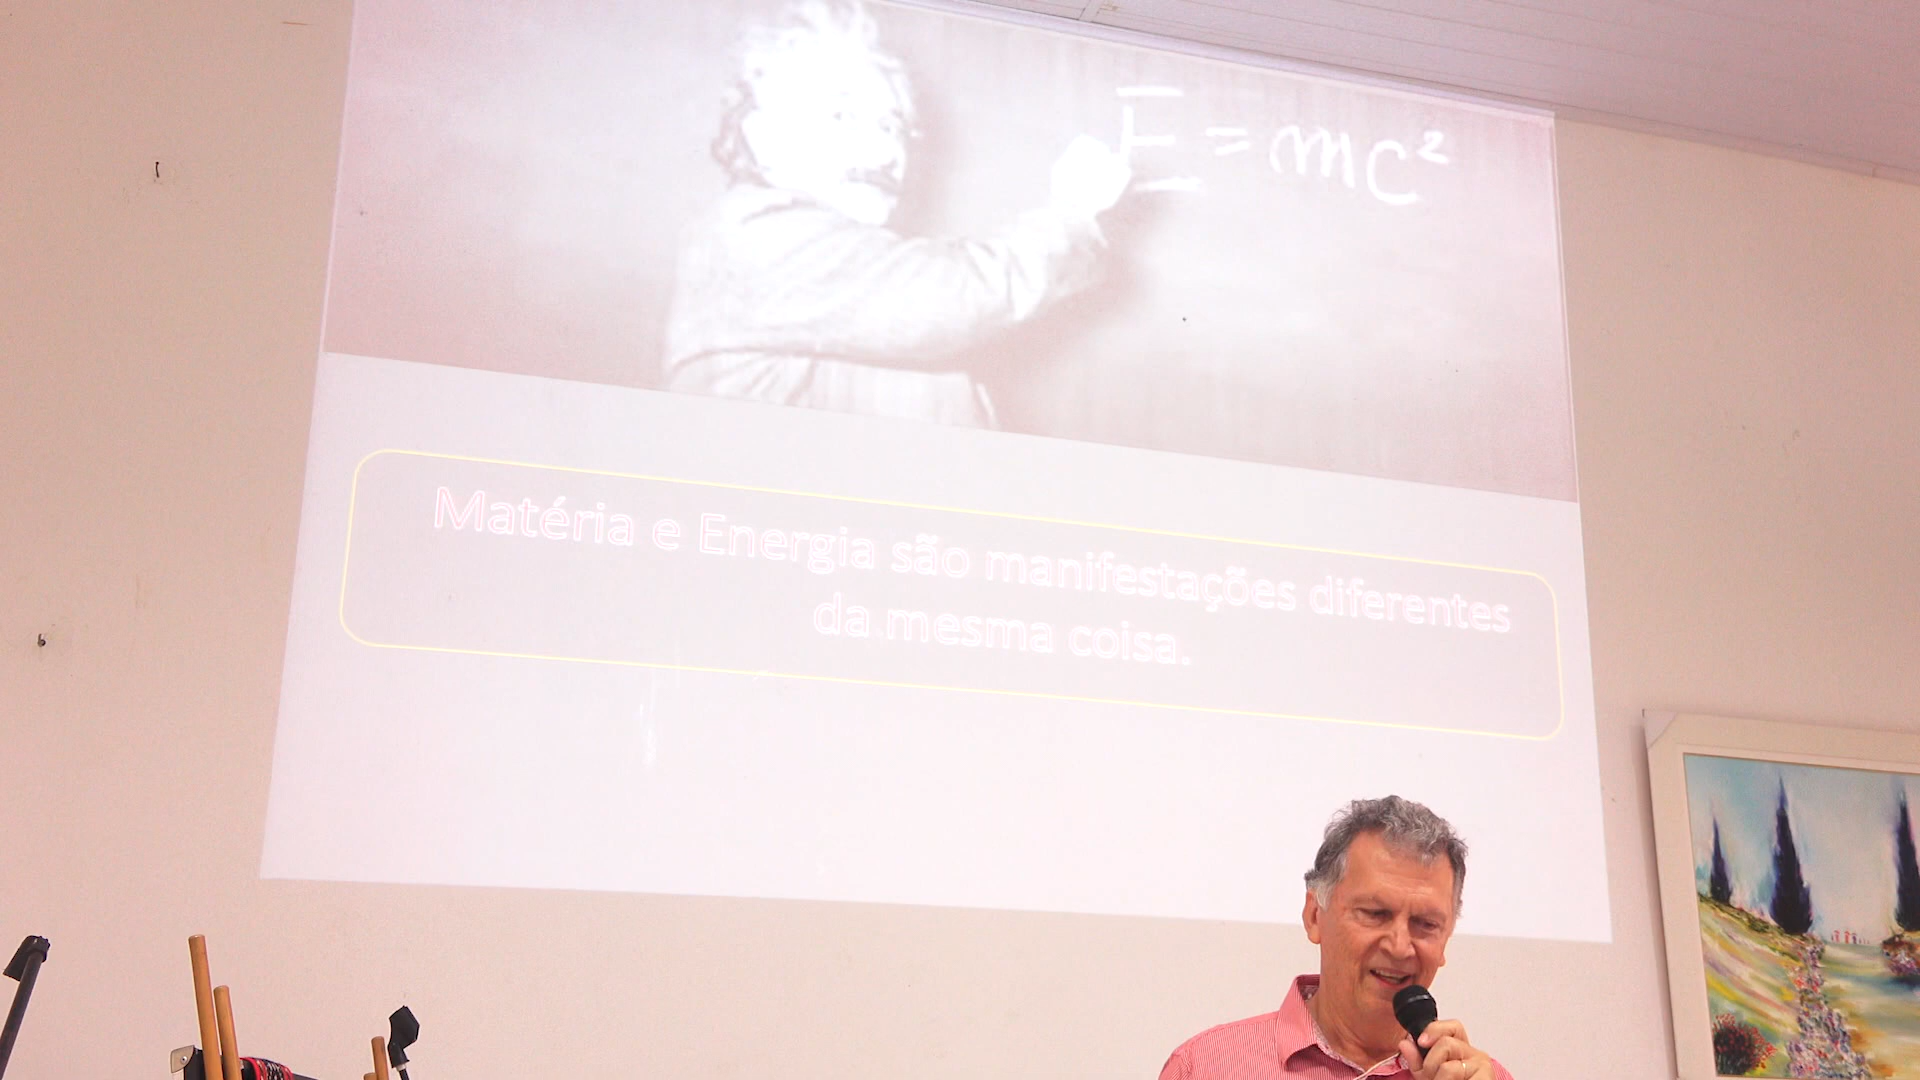 E = mc²
Matéria e Energia são manifestações diferentes
da mesma coisa.